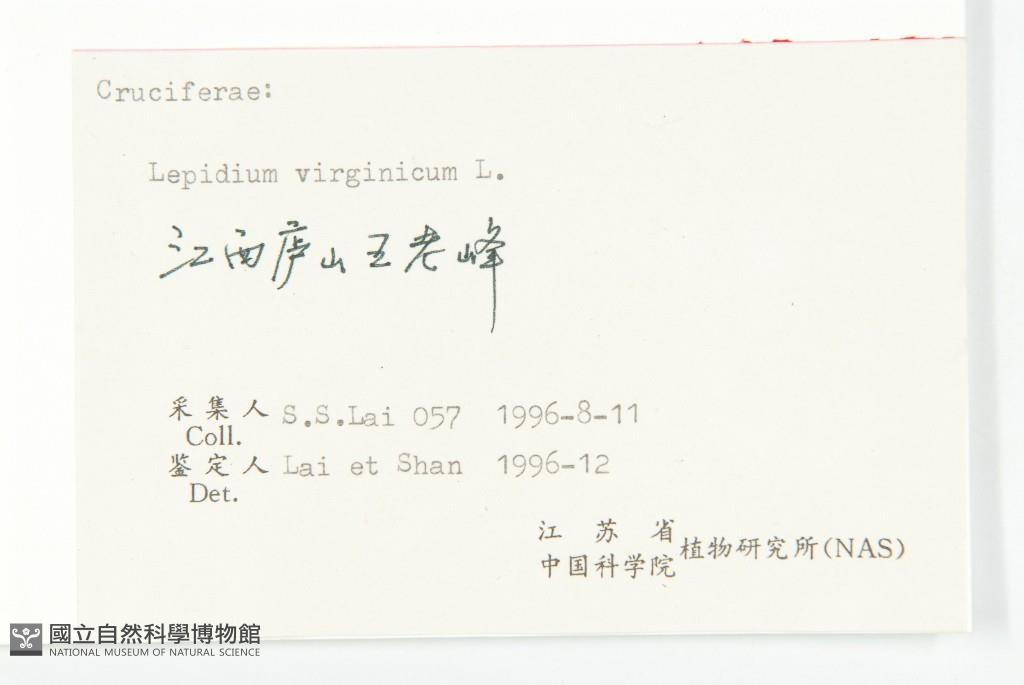 Cruciferae:
Lepidium virginicum L.
江西庐山王老峰
采集人 S.S.Lai 057 1996-8-11
Coll.
鉴定人 Lai et Shan 1996-12
Det.
江苏省
中国科学院植物研究所(NAS)
國立自然科學博物館
NATIONAL MUSEUM OF NATURAL SCIENCE